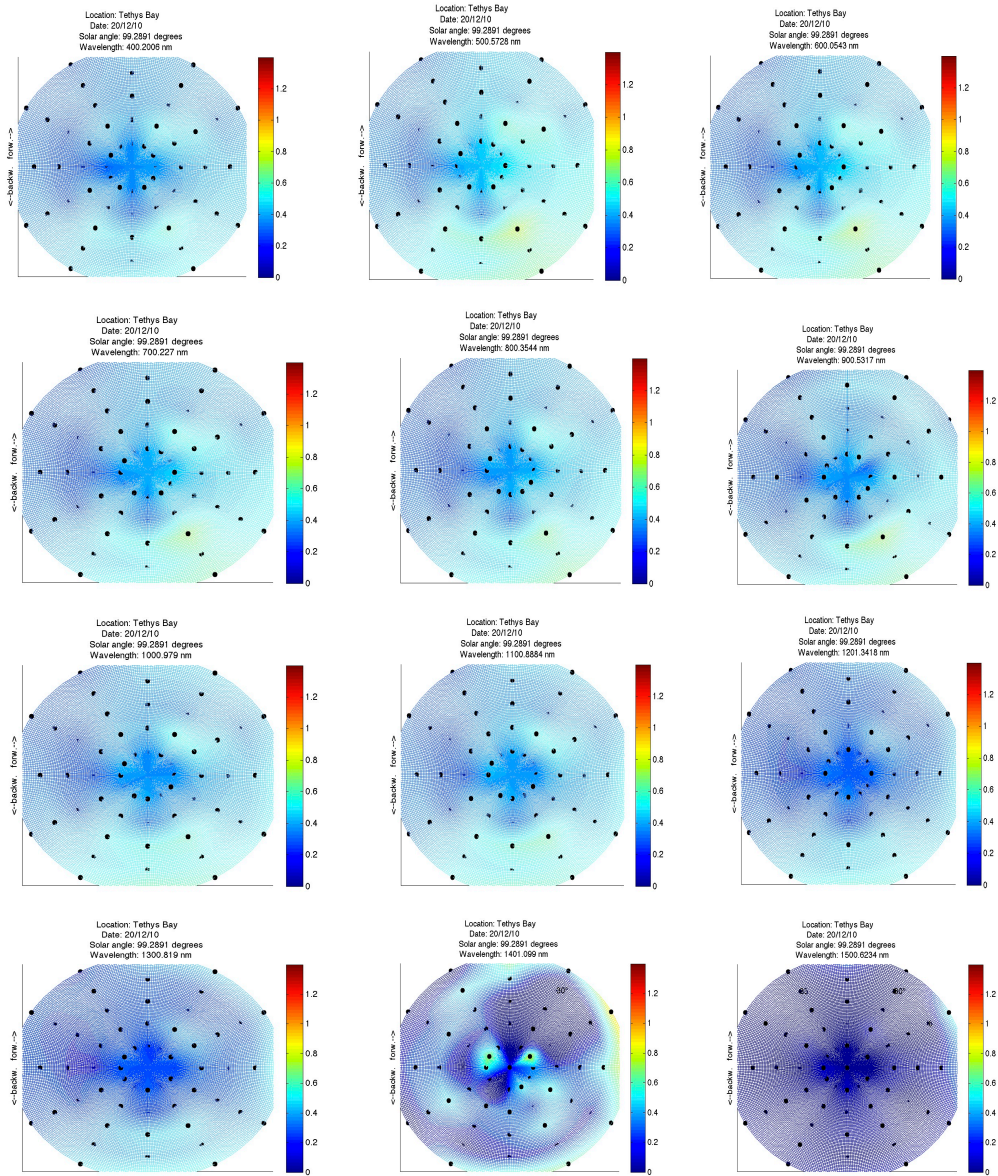 Location: Tethys Bay
Date: 20/12/10
Solar angle: 99.2891 degrees
Wavelength: 400.2006 nm
<--backw. forw.-->
1.2
1
0.8
0.6
0.4
0.2
0
Location: Tethys Bay
Date: 20/12/10
Solar angle: 99.2891 degrees
Wavelength: 500.5728 nm
<--backw. forw.-->
1.2
1
0.8
0.6
0.4
0.2
0
Location: Tethys Bay
Date: 20/12/10
Solar angle: 99.2891 degrees
Wavelength: 600.0543 nm
<--backw. forw.-->
1.2
1
0.8
0.6
0.4
0.2
0
Location: Tethys Bay
Date: 20/12/10
Solar angle: 99.2891 degrees
Wavelength: 700.227 nm
<--backw. forw.-->
1.2
1
0.8
0.6
0.4
0.2
0
Location: Tethys Bay
Date: 20/12/10
Solar angle: 99.2891 degrees
Wavelength: 800.3544 nm
<--backw. forw.-->
1.2
1
0.8
0.6
0.4
0.2
0
Location: Tethys Bay
Date: 20/12/10
Solar angle: 99.2891 degrees
Wavelength: 900.5317 nm
<--backw. forw.-->
1.2
1
0.8
0.6
0.4
0.2
0
Location: Tethys Bay
Date: 20/12/10
Solar angle: 99.2891 degrees
Wavelength: 1000.979 nm
<--backw. forw.-->
1.2
1
0.8
0.6
0.4
0.2
0
Location: Tethys Bay
Date: 20/12/10
Solar angle: 99.2891 degrees
Wavelength: 1100.8884 nm
<--backw. forw.-->
1.2
1
0.8
0.6
0.4
0.2
0
Location: Tethys Bay
Date: 20/12/10
Solar angle: 99.2891 degrees
Wavelength: 1201.3418 nm
<--backw. forw.-->
1.2
1
0.8
0.6
0.4
0.2
0
Location: Tethys Bay
Date: 20/12/10
Solar angle: 99.2891 degrees
Wavelength: 1300.819 nm
<--backw. forw.-->
1.2
1
0.8
0.6
0.4
0.2
0
Location: Tethys Bay
Date: 20/12/10
Solar angle: 99.2891 degrees
Wavelength: 1401.099 nm
<--backw. forw.-->
1.2
1
0.8
0.6
0.4
0.2
0
Location: Tethys Bay
Date: 20/12/10
Solar angle: 99.2891 degrees
Wavelength: 1500.6234 nm
<--backw. forw.-->
1.2
1
0.8
0.6
0.4
0.2
0